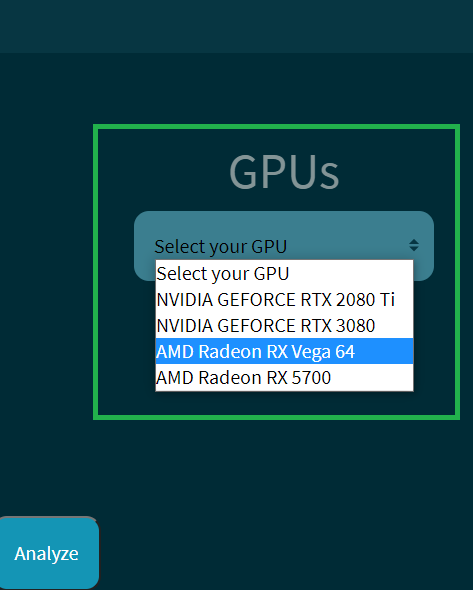 GPUs
Select your GPU
Select your GPU
NVIDIA GEFORCE RTX 2080 Ti
NVIDIA GEFORCE RTX 3080
AMD Radeon RX Vega 64
AMD Radeon RX 5700
Analyze